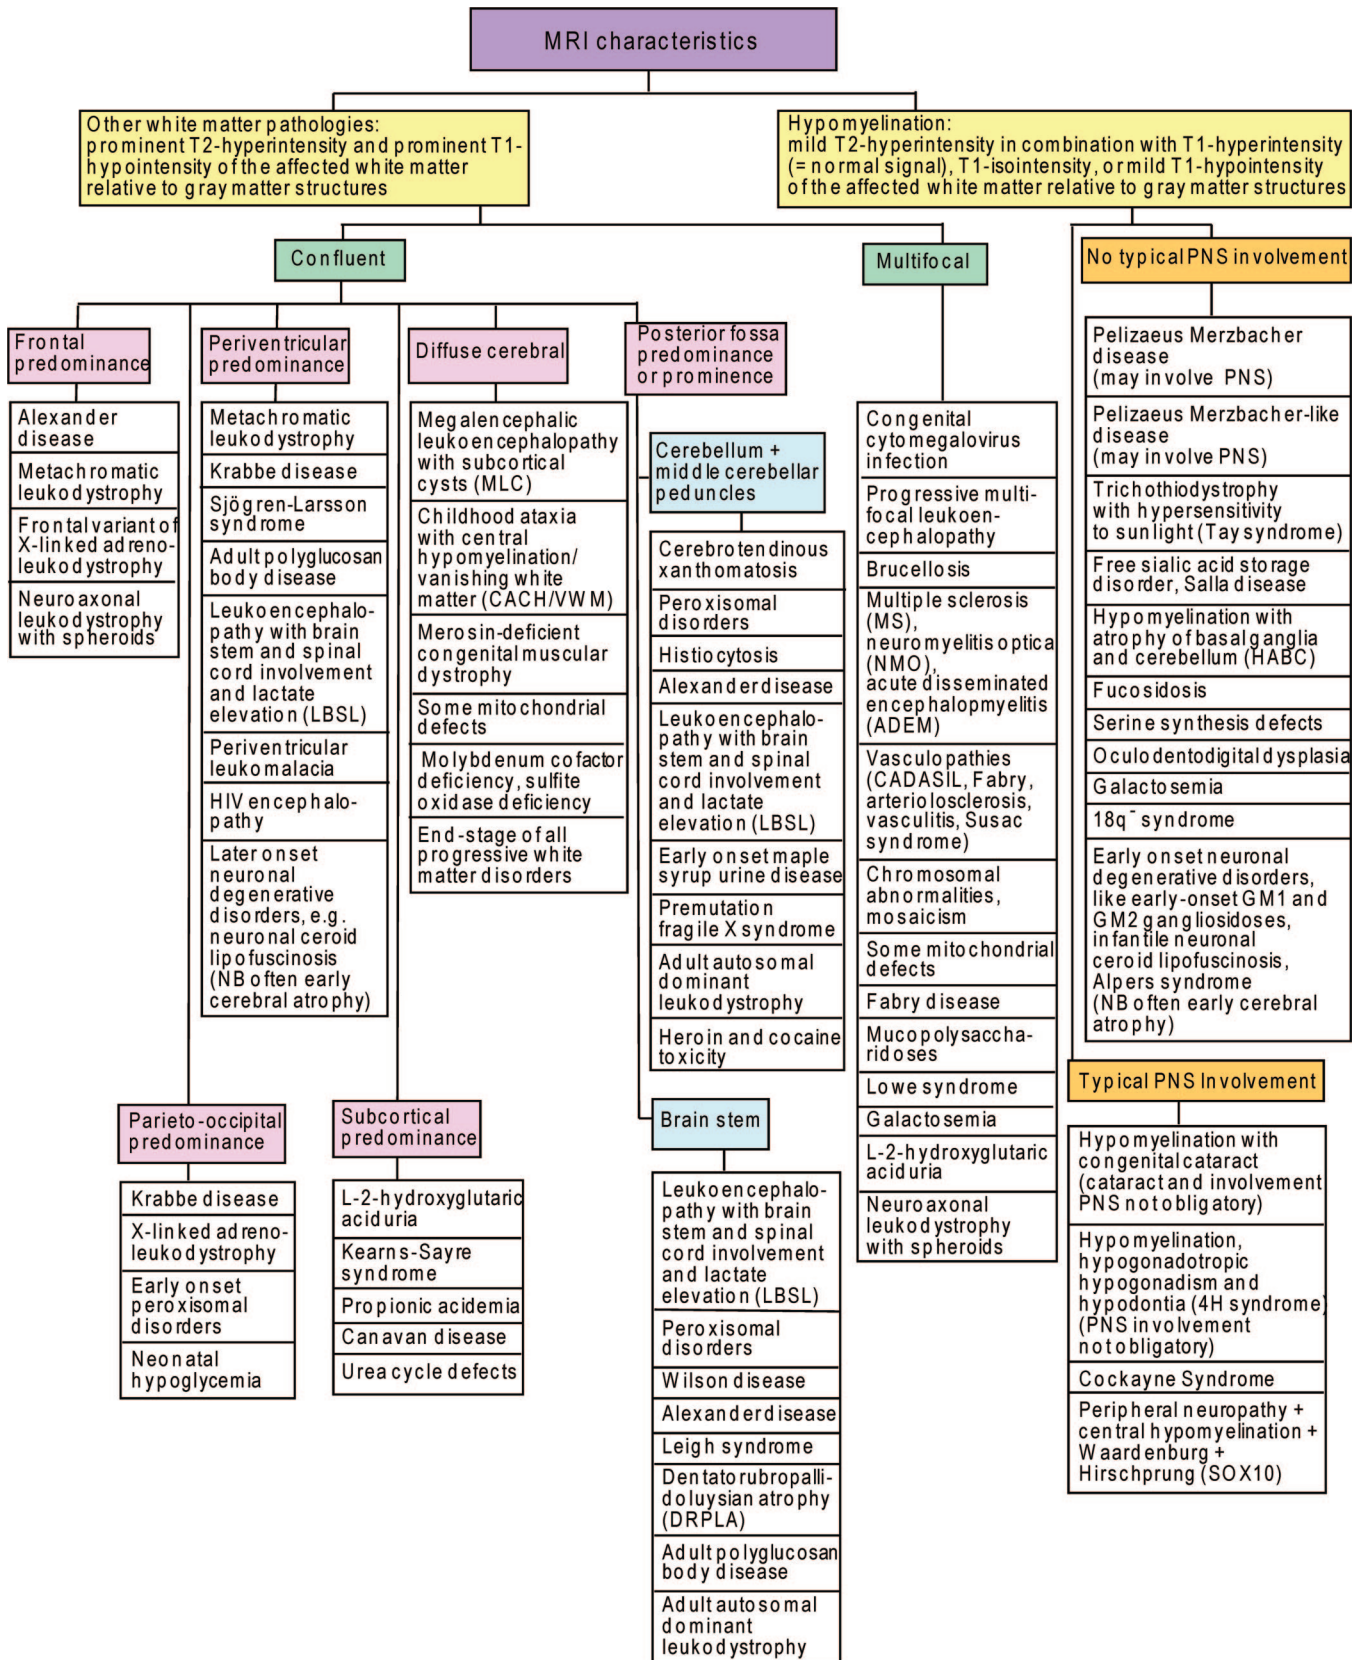 MRI characteristics
Other white matter pathologies:
prominent T2-hyperintensity and prominent T1-
hypointensity of the affected white matter
relative to gray matter structures
Hypomyelination:
mild T2-hyperintensity in combination with T1-hyperintensity
(= normal signal), T1-isointensity, or mild T1-hypointensity
of the affected white matter relative to gray matter structures
Confluent
Multifocal
No typical PNS involvement
Frontal
predominance
Alexander
disease
Metachromatic
leukodystrophy
Frontal variant of
X-linked adreno-
leukodystrophy
Neuroaxonal
leukodystrophy
with spheroids
Periventricular
predominance
Metachromatic
leukodystrophy
Krabbe disease
Sjögren-Larsson
syndrome
Adult polyglucosan
body disease
Leukoencephalo-
pathy with brain
stem and spinal
cord involvement
and lactate
elevation (LBSL)
Periventricular
leukomalacia
HIV encephalo-
pathy
Later onset
neuronal
degenerative
disorders, e.g.
neuronal ceroid
lipofuscinosis
(NB often early
cerebral atrophy)
Diffuse cerebral
Megalencephalic
leukoencephalopathy
with subcortical
cysts (MLC)
Childhood ataxia
with central
hypomyelination/
vanishing white
matter (CACH/VWM)
Merosin-deficient
congenital muscular
dystrophy
Some mitochondrial
defects
Molybdenum cofactor
deficiency, sulfite
oxidase deficiency
End-stage of all
progressive white
matter disorders
Posterior fossa
predominance
or prominence
Cerebellum +
middle cerebellar
peduncles
Cerebrotendinous
xanthomatosis
Peroxisomal
disorders
Histiocytosis
Alexander disease
Leukoencephalo-
pathy with brain
stem and spinal
cord involvement
and lactate
elevation (LBSL)
Early onset maple
syrup urine disease
Premutation
fragile X syndrome
Adult autosomal
dominant
leukodystrophy
Heroin and cocaine
toxicity
Congenital
cytomegalovirus
infection
Progressive multi-
focal leukoen-
cephalopathy
Brucellosis
Multiple sclerosis
(MS),
neuromyelitis optica
(NMO),
acute disseminated
encephalopmyelitis
(ADEM)
Vasculopathies
(CADASIL, Fabry,
arteriolosclerosis,
vasculitis, Susac
syndrome)
Chromosomal
abnormalities,
mosaicism
Some mitochondrial
defects
Fabry disease
Mucopolysaccha-
ridoses
Lowe syndrome
Galactosemia
L-2-hydroxyglutaric
aciduria
Neuroaxonal
leukodystrophy
with spheroids
Pelizaeus Merzbacher
disease
(may involve PNS)
Pelizaeus Merzbacher-like
disease
(may involve PNS)
Trichothiodystrophy
with hypersensitivity
to sunlight (Tay syndrome)
Free sialic acid storage
disorder, Salla disease
Hypomyelination with
atrophy of basal ganglia
and cerebellum (HABC)
Fucosidosis
Serine synthesis defects
Oculodentodigital dysplasia
Galactosemia
18q⁻ syndrome
Early onset neuronal
degenerative disorders,
like early-onset GM1 and
GM2 gangliosidoses,
infantile neuronal
ceroid lipofuscinosis,
Alpers syndrome
(NB often early cerebral
atrophy)
Typical PNS Involvement
Hypomyelination with
congenital cataract
(cataract and involvement
PNS not obligatory)
Hypomyelination,
hypogonadotropic
hypogonadism and
hypodontia (4H syndrome)
(PNS involvement
not obligatory)
Cockayne Syndrome
Peripheral neuropathy +
central hypomyelination +
Waardenburg +
Hirschprung (SOX10)
Parieto-occipital
predominance
Krabbe disease
X-linked adreno-
leukodystrophy
Early onset
peroxisomal
disorders
Neonatal
hypoglycemia
Subcortical
predominance
L-2-hydroxyglutaric
aciduria
Kearns-Sayre
syndrome
Propionic acidemia
Canavan disease
Urea cycle defects
Brain stem
Leukoencephalo-
pathy with brain
stem and spinal
cord involvement
and lactate
elevation (LBSL)
Peroxisomal
disorders
Wilson disease
Alexander disease
Leigh syndrome
Dentatorubropalli-
doluysian atrophy
(DRPLA)
Adult polyglucosan
body disease
Adult autosomal
dominant
leukodystrophy